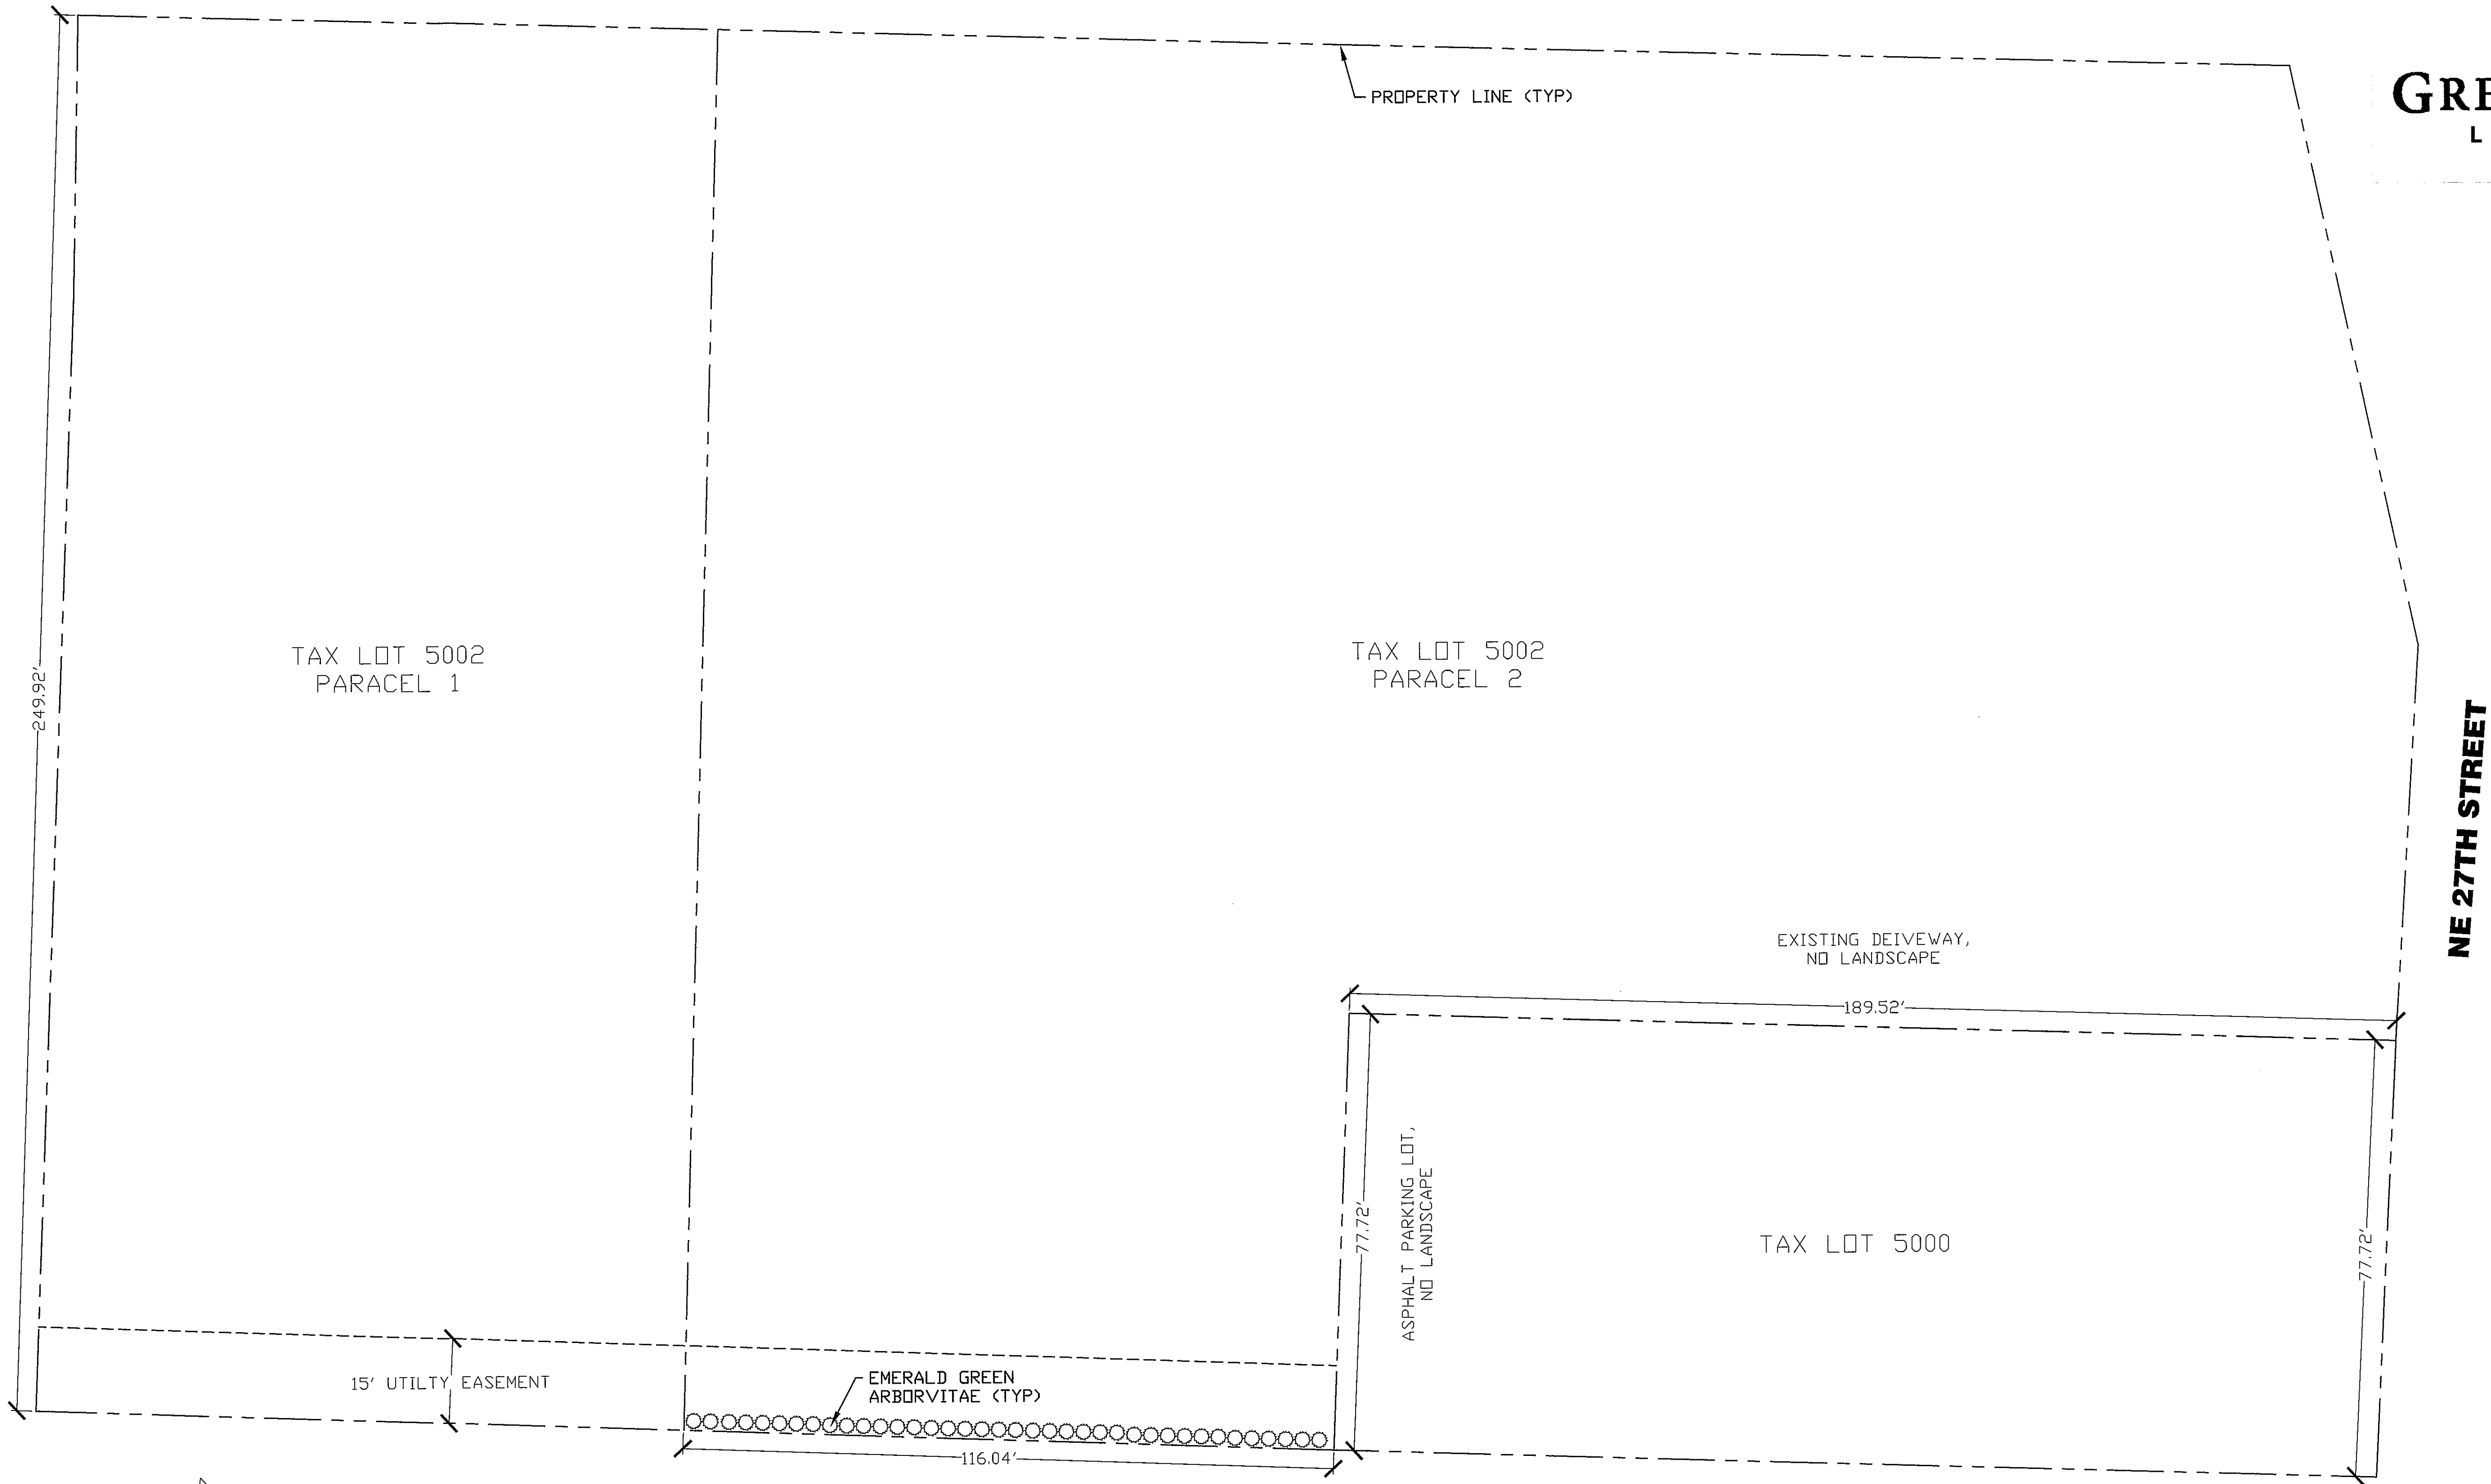 PROPERTY LINE (TYP)
GRE
L
TAX LOT 5002
PARACEL 1
TAX LOT 5002
PARACEL 2
249.92'
NE 27TH STREET
EXISTING DEIVEWAY,
NO LANDSCAPE
189.52'
ASPHALT PARKING LOT,
NO LANDSCAPE
77.72'
TAX LOT 5000
77.72'
15' UTILTY EASEMENT
EMERALD GREEN
ARBORVITAE (TYP)
116.04'